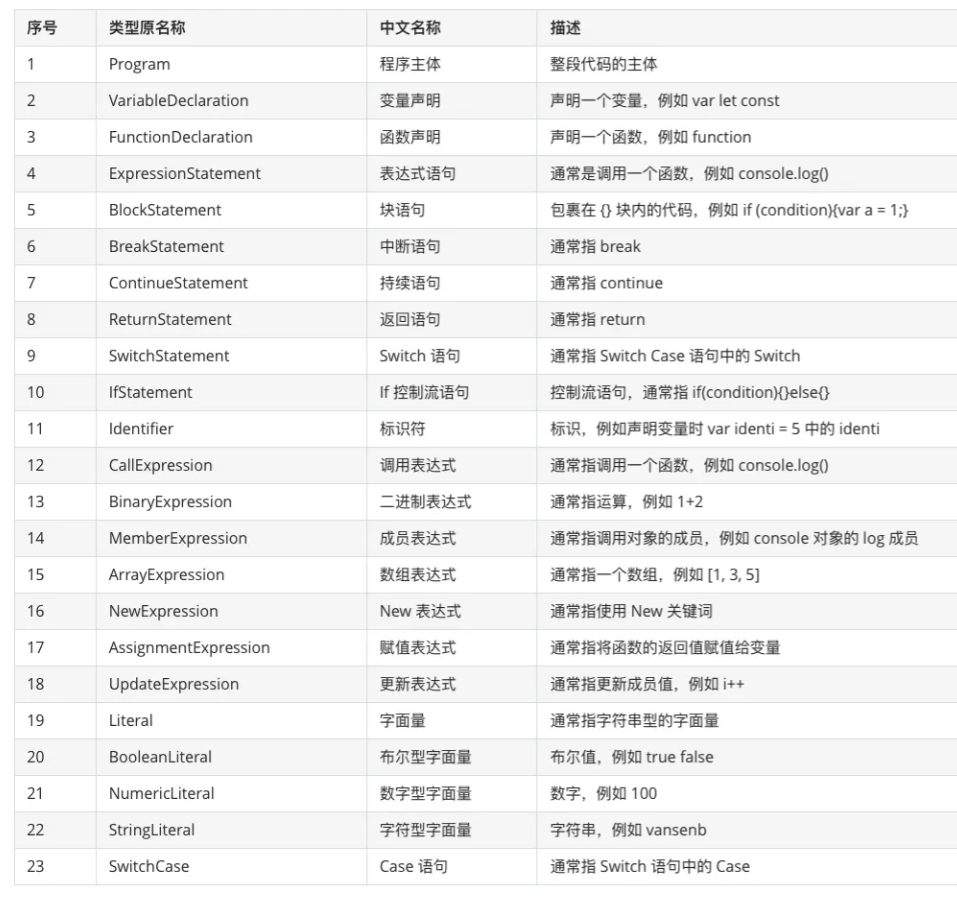 序号 类型原名称 中文名称 描述
1 Program 程序主体 整段代码的主体
2 VariableDeclaration 变量声明 声明一个变量，例如 var let const
3 FunctionDeclaration 函数声明 声明一个函数，例如 function
4 ExpressionStatement 表达式语句 通常是调用一个函数，例如 console.log()
5 BlockStatement 块语句 包裹在 {} 块内的代码，例如 if (condition){var a = 1;}
6 BreakStatement 中断语句 通常指 break
7 ContinueStatement 持续语句 通常指 continue
8 ReturnStatement 返回语句 通常指 return
9 SwitchStatement Switch 语句 通常指 Switch Case 语句中的 Switch
10 IfStatement If 控制流语句 控制流语句，通常指 if(condition){}else{}
11 Identifier 标识符 标识，例如声明变量时 var identi = 5 中的 identi
12 CallExpression 调用表达式 通常指调用一个函数，例如 console.log()
13 BinaryExpression 二进制表达式 通常指运算，例如 1+2
14 MemberExpression 成员表达式 通常指调用对象的成员，例如 console 对象的 log 成员
15 ArrayExpression 数组表达式 通常指一个数组，例如 [1, 3, 5]
16 NewExpression New 表达式 通常指使用 New 关键词
17 AssignmentExpression 赋值表达式 通常指将函数的返回值赋值给变量
18 UpdateExpression 更新表达式 通常指更新成员值，例如 i++
19 Literal 字面量 通常指字符串型的字面量
20 BooleanLiteral 布尔型字面量 布尔值，例如 true false
21 NumericLiteral 数字型字面量 数字，例如 100
22 StringLiteral 字符型字面量 字符串，例如 vansenb
23 SwitchCase Case 语句 通常指 Switch 语句中的 Case